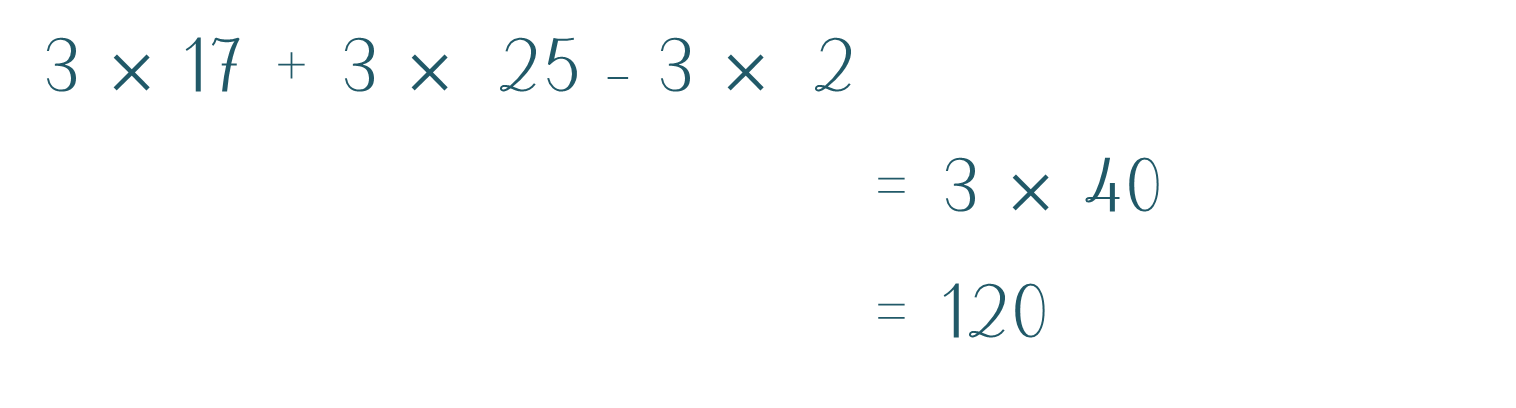 3 × 17 + 3 × 25 - 3 × 2
= 3 × 40
= 120